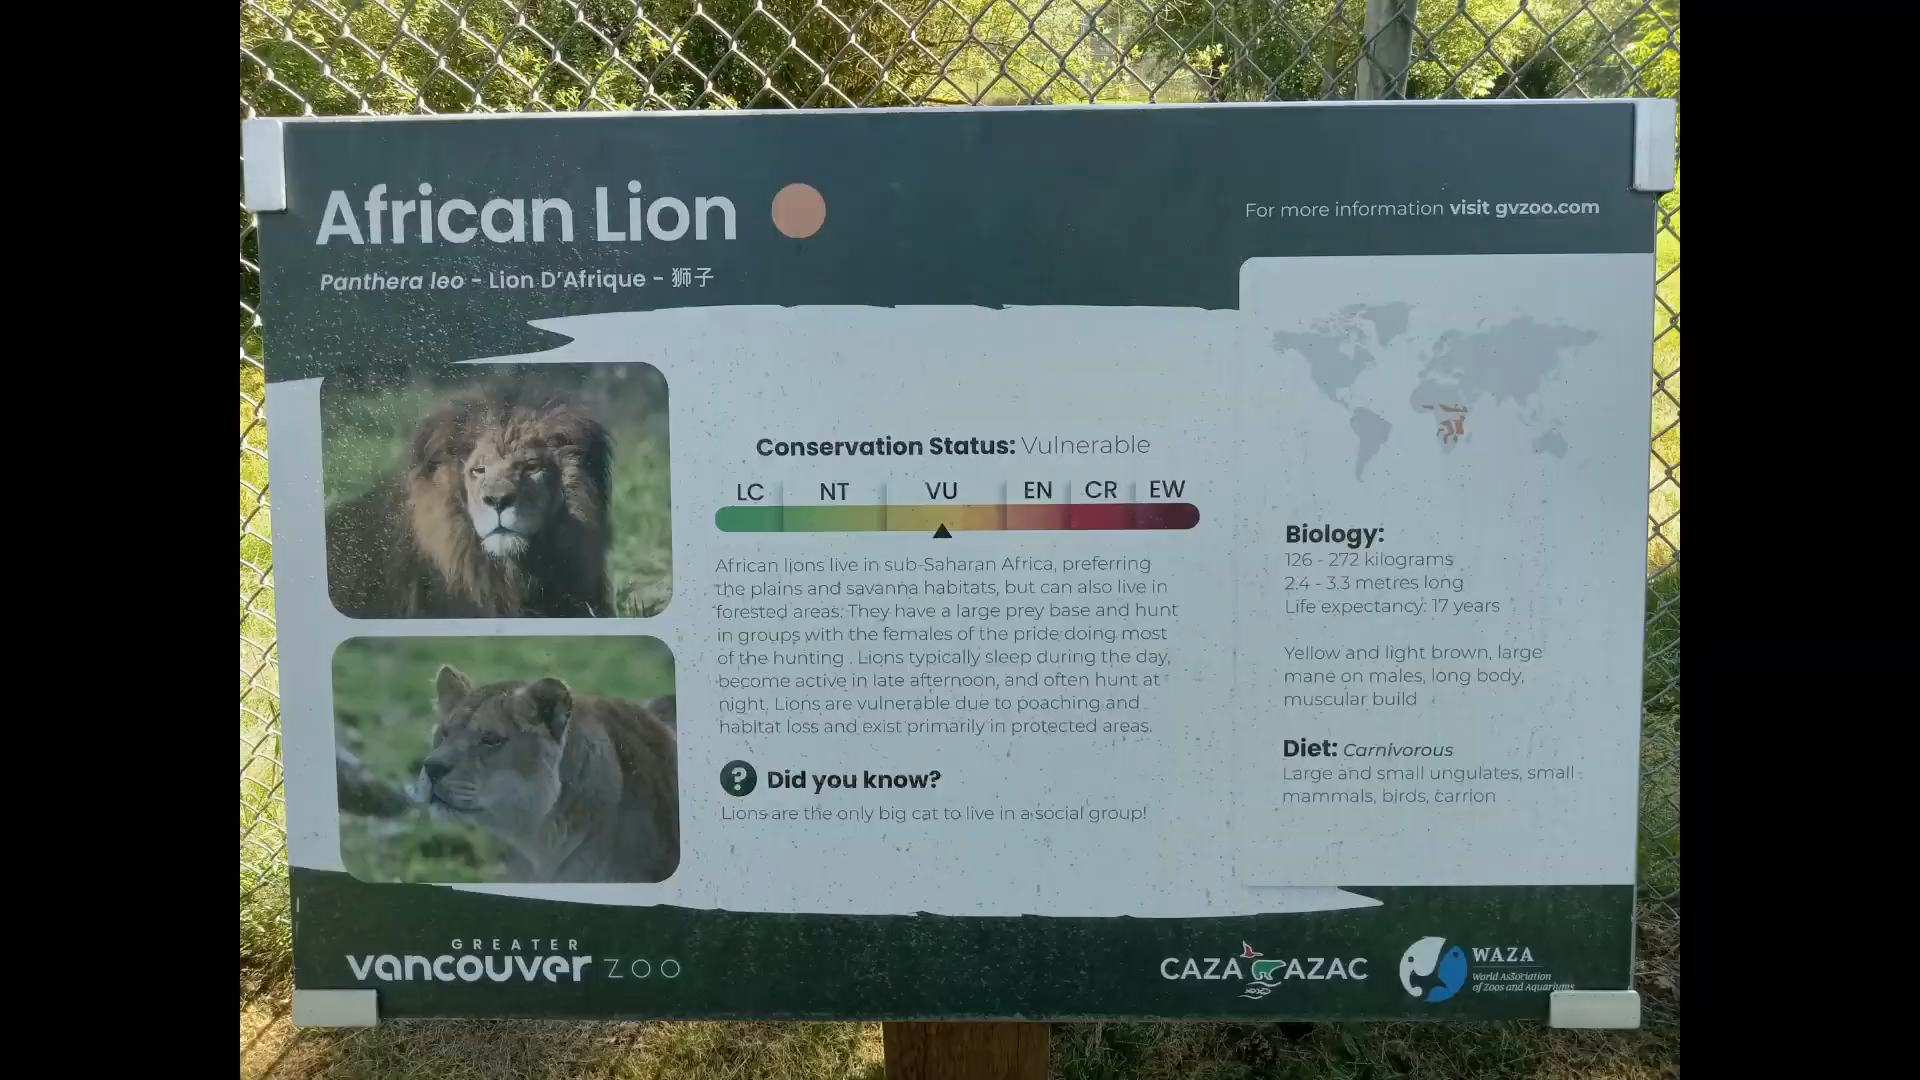 African Lion
For more information visit gvzoo.com
Panthera leo - Lion D'Afrique - 狮子
Conservation Status: Vulnerable
LC NT VU EN CR EW
African lions live in sub-Saharan Africa, preferring
the plains and savanna habitats, but can also live in
forested areas. They have a large prey base and hunt
in groups with the females of the pride doing most
of the hunting . Lions typically sleep during the day,
become active in late afternoon, and often hunt at
night. Lions are vulnerable due to poaching and
habitat loss and exist primarily in protected areas.
? Did you know?
Lions are the only big cat to live in a social group!
Biology:
126 - 272 kilograms
2.4 - 3.3 metres long
Life expectancy: 17 years
Yellow and light brown, large
mane on males, long body,
muscular build
Diet: Carnivorous
Large and small ungulates, small
mammals, birds, carrion
GREATER
vancouver ZOO
CAZA AZAC
WAZA
World Association
of Zoos and Aquariums